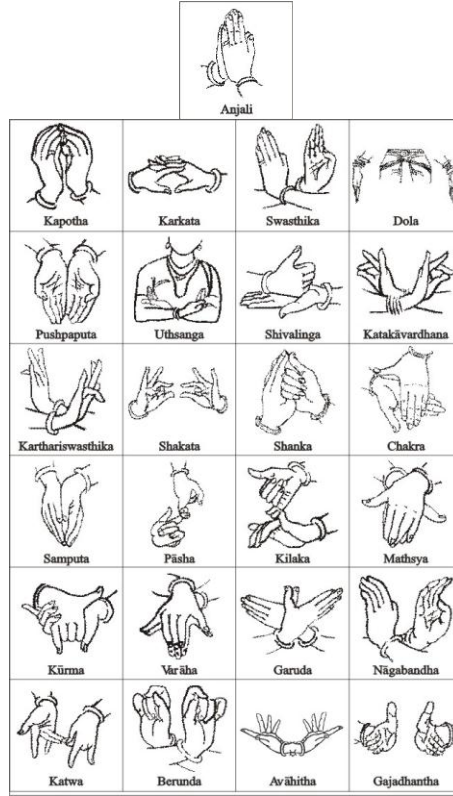 Anjali
Kapotha Karkata Swasthika Dola
Pushpaputa Uthsanga Shivalinga Katakāvardhana
Karthariswasthika Shakata Shanka Chakra
Samputa Pāsha Kilaka Mathsya
Kūrma Varāha Garuda Nāgabandha
Katwa Berunda Avāhitha Gajadhantha